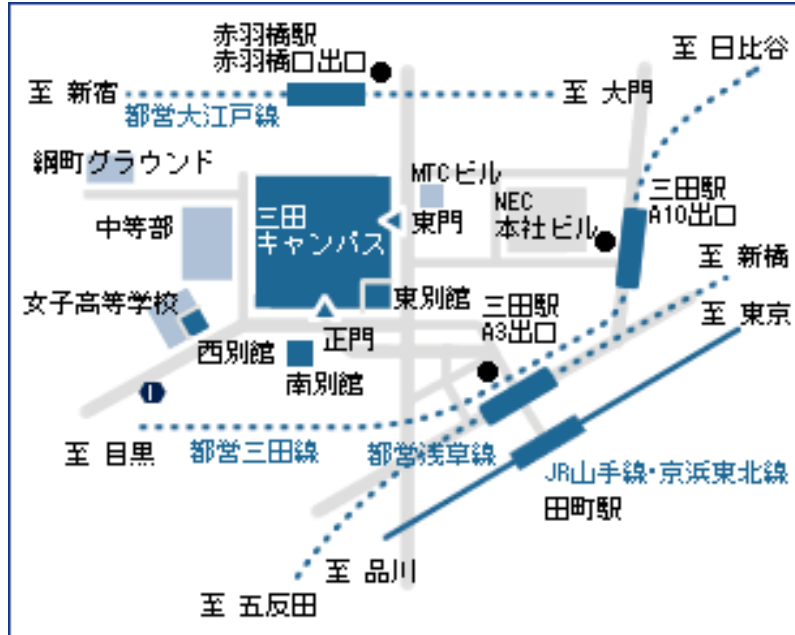 赤羽橋駅
赤羽橋口出口
至 日比谷
至 新宿
至 大門
都営大江戸線
綱町グラウンド
MTCビル
三田駅
A10出口
NEC
本社ビル
中等部
三田
キャンパス
東門
至 新橋
女子高等学校
東別館
三田駅
A3出口
至 東京
正門
西別館
南別館
至 目黒
都営三田線
都営浅草線
JR山手線・京浜東北線
田町駅
至 品川
至 五反田